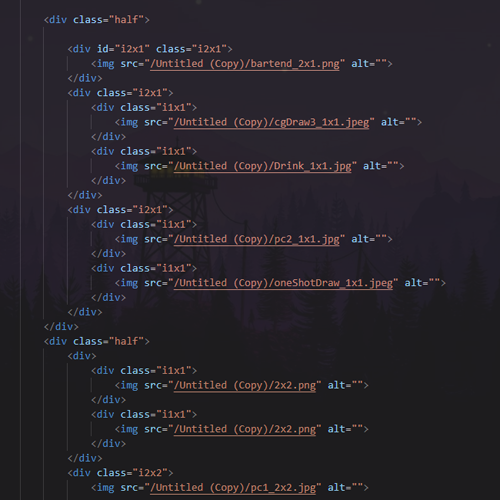 <div class="half">
<div id="i2x1" class="i2x1">
<img src="/Untitled (Copy)/bartend_2x1.png" alt="">
</div>
<div class="i2x1">
<div class="i1x1">
<img src="/Untitled (Copy)/cgDraw3_1x1.jpeg" alt="">
</div>
<div class="i1x1">
<img src="/Untitled (Copy)/Drink_1x1.jpg" alt="">
</div>
</div>
<div class="i2x1">
<div class="i1x1">
<img src="/Untitled (Copy)/pc2_1x1.jpg" alt="">
</div>
<div class="i1x1">
<img src="/Untitled (Copy)/oneShotDraw_1x1.jpeg" alt="">
</div>
</div>
</div>
<div class="half">
<div>
<div class="i1x1">
<img src="/Untitled (Copy)/2x2.png" alt="">
</div>
<div class="i1x1">
<img src="/Untitled (Copy)/2x2.png" alt="">
</div>
</div>
<div class="i2x2">
<img src="/Untitled (Copy)/pc1_2x2.jpg" alt="">